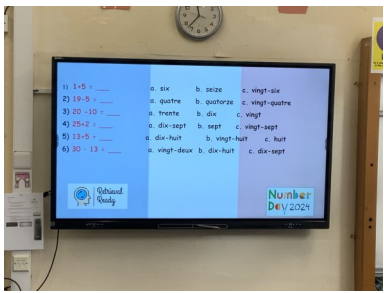 1) 1+5 = ___ a. six b. seize c. vingt-six
2) 19-5 = ___ a. quatre b. quatorze c. vingt-quatre
3) 20 -10 = ___ a. trente b. dix c. vingt
4) 25+2 = ___ a. dix-sept b. sept c. vingt-sept
5) 13+5 = ___ a. dix-huit b. vingt-huit c. huit
6) 30 - 13 = ___ a. vingt-deux b. dix-huit c. dix-sept
Retrieval
Ready
Number
Day 2024